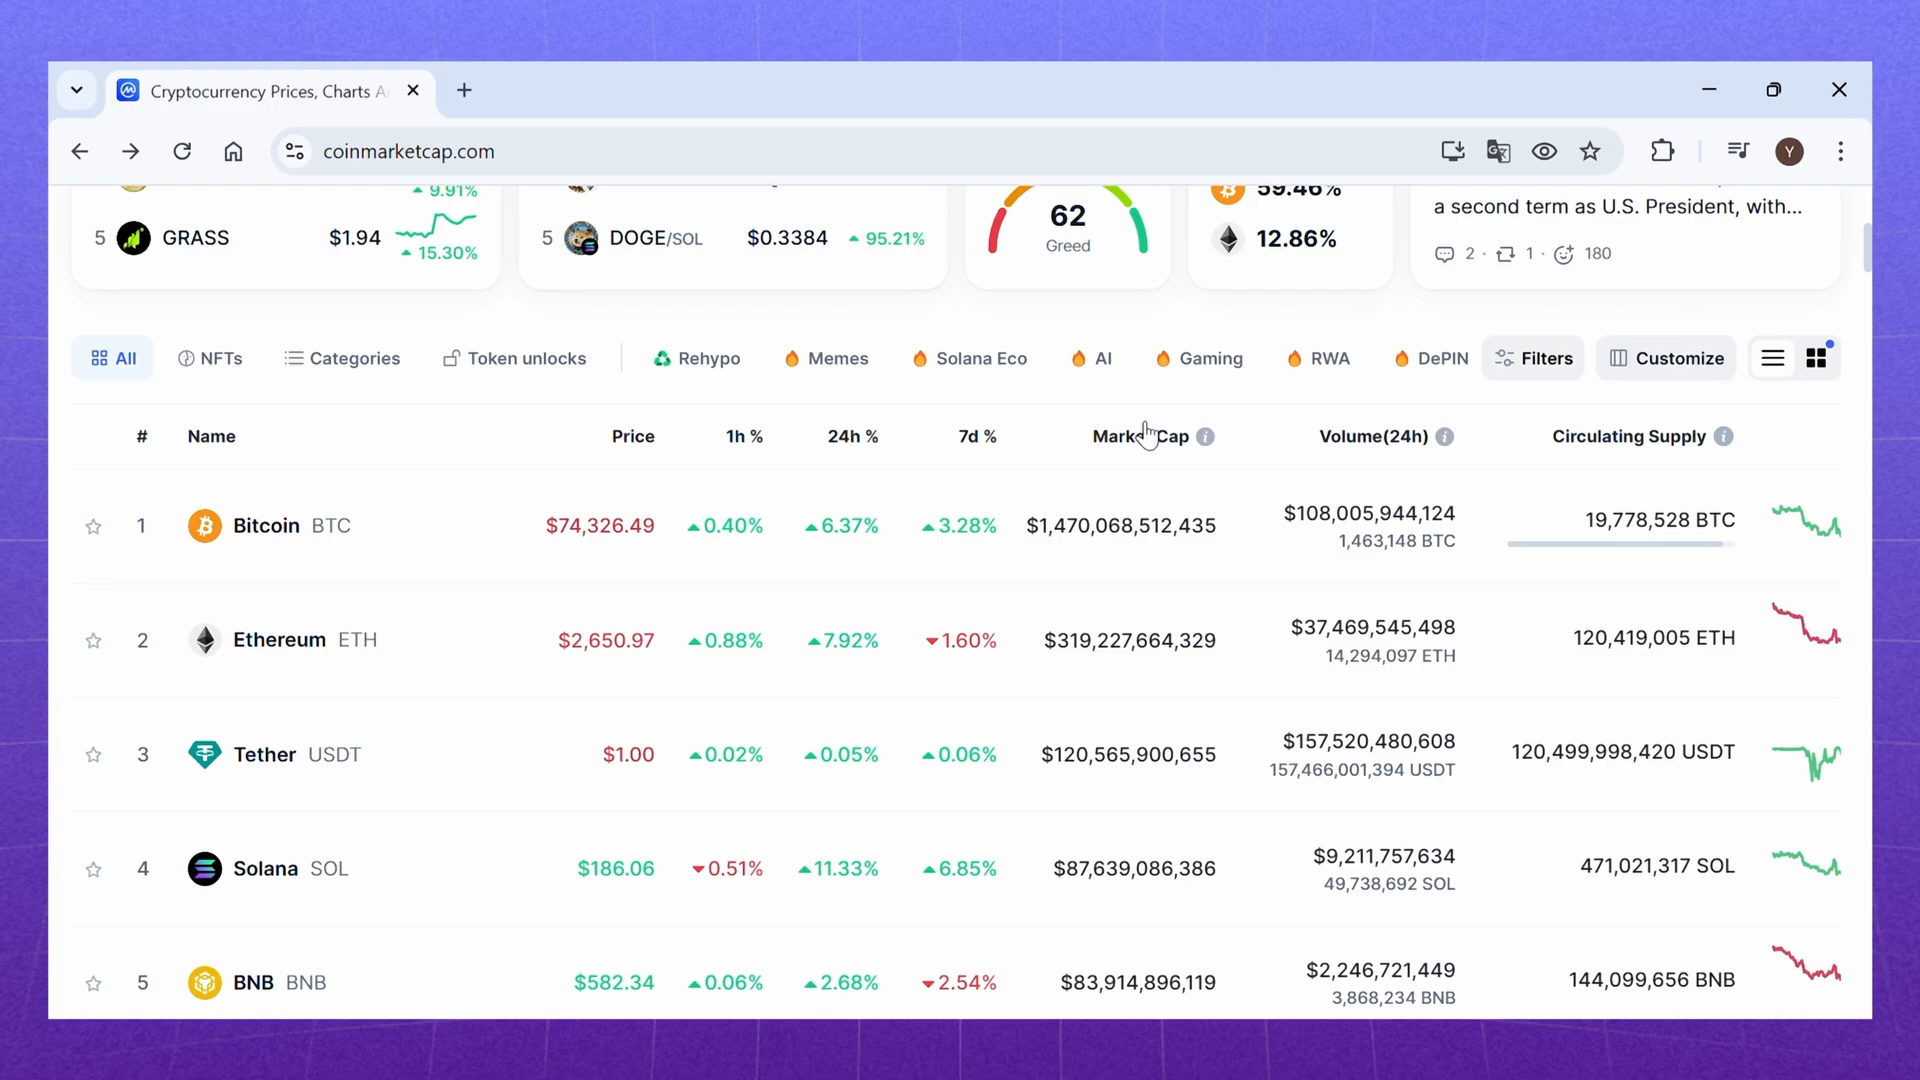 Cryptocurrency Prices, Charts A
coinmarketcap.com
Y
9.91%
5 GRASS $1.94 15.30%
5 DOGE/SOL $0.3384 95.21%
62
Greed
59.46%
12.86%
a second term as U.S. President, with...
2 · 1 · 180
All NFTs Categories Token unlocks Rehypo Memes Solana Eco AI Gaming RWA DePIN Filters Customize
# Name Price 1h % 24h % 7d % Market Cap Volume(24h) Circulating Supply
1 Bitcoin BTC $74,326.49 0.40% 6.37% 3.28% $1,470,068,512,435 $108,005,944,124 19,778,528 BTC
1,463,148 BTC
2 Ethereum ETH $2,650.97 0.88% 7.92% 1.60% $319,227,664,329 $37,469,545,498 120,419,005 ETH
14,294,097 ETH
3 Tether USDT $1.00 0.02% 0.05% 0.06% $120,565,900,655 $157,520,480,608 120,499,998,420 USDT
157,466,001,394 USDT
4 Solana SOL $186.06 0.51% 11.33% 6.85% $87,639,086,386 $9,211,757,634 471,021,317 SOL
49,738,692 SOL
5 BNB BNB $582.34 0.06% 2.68% 2.54% $83,914,896,119 $2,246,721,449 144,099,656 BNB
3,868,234 BNB